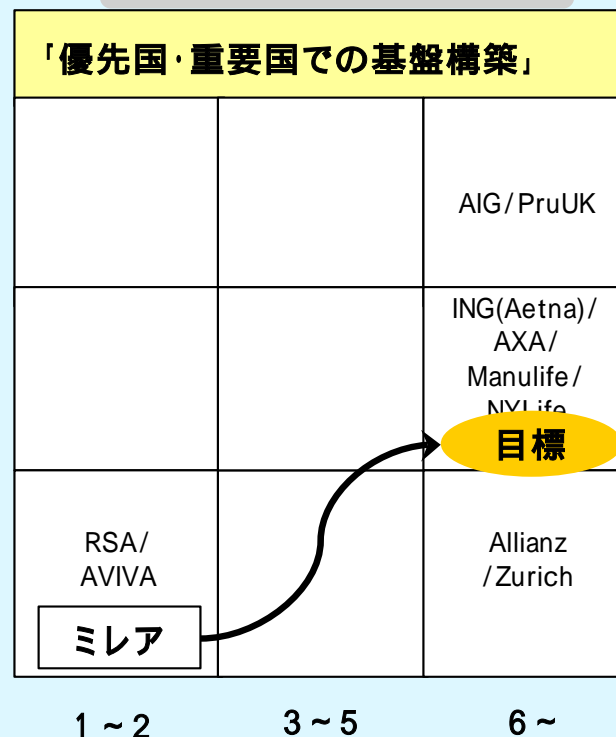 「優先国・重要国での基盤構築」
AIG/PruUK
ING(Aetna)/
AXA/
Manulife/
NYLife
目標
RSA/
AVIVA
Allianz
/Zurich
ミレア
1~2
3~5
6~